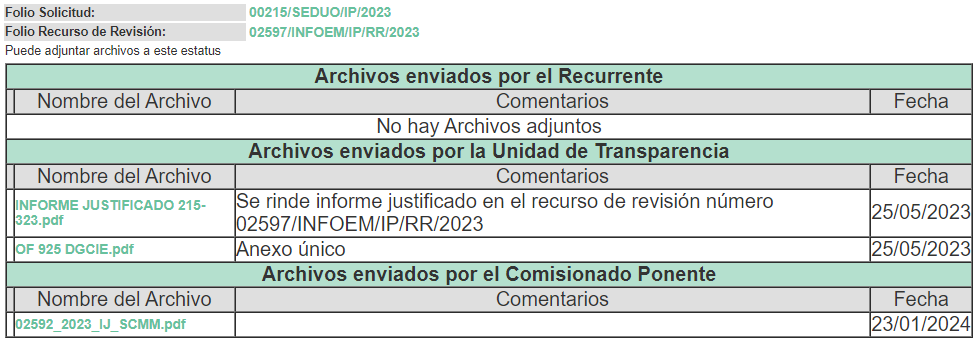 Folio Solicitud: 00215/SEDUO/IP/2023
Folio Recurso de Revisión: 02597/INFOEM/IP/RR/2023
Puede adjuntar archivos a este estatus
Archivos enviados por el Recurrente
Nombre del Archivo Comentarios Fecha
No hay Archivos adjuntos
Archivos enviados por la Unidad de Transparencia
Nombre del Archivo Comentarios Fecha
INFORME JUSTIFICADO 215-
323.pdf
Se rinde informe justificado en el recurso de revisión número
02597/INFOEM/IP/RR/2023
25/05/2023
OF 925 DGCIE.pdf Anexo único 25/05/2023
Archivos enviados por el Comisionado Ponente
Nombre del Archivo Comentarios Fecha
02592_2023_IJ_SCMM.pdf 23/01/2024